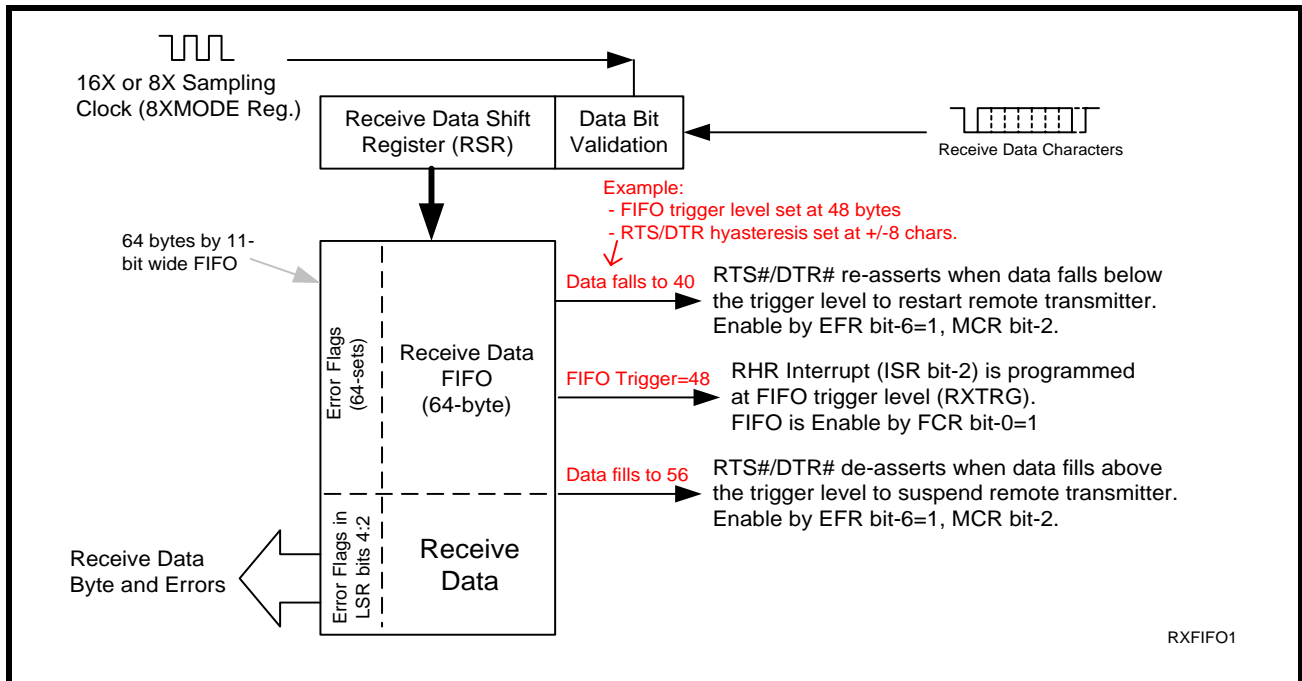 16X or 8X Sampling
Clock (8XMODE Reg.)
Receive Data Shift
Register (RSR)
Data Bit
Validation
Receive Data Characters
Example:
- FIFO trigger level set at 48 bytes
- RTS/DTR hyasteresis set at +/-8 chars.
64 bytes by 11-
bit wide FIFO
Data falls to 40
RTS#/DTR# re-asserts when data falls below
the trigger level to restart remote transmitter.
Enable by EFR bit-6=1, MCR bit-2.
Error Flags
(64-sets)
Receive Data
FIFO
(64-byte)
FIFO Trigger=48
RHR Interrupt (ISR bit-2) is programmed
at FIFO trigger level (RXTRG).
FIFO is Enable by FCR bit-0=1
Data fills to 56
RTS#/DTR# de-asserts when data fills above
the trigger level to suspend remote transmitter.
Enable by EFR bit-6=1, MCR bit-2.
Error Flags in
LSR bits 4:2
Receive
Data
Receive Data
Byte and Errors
RXFIFO1